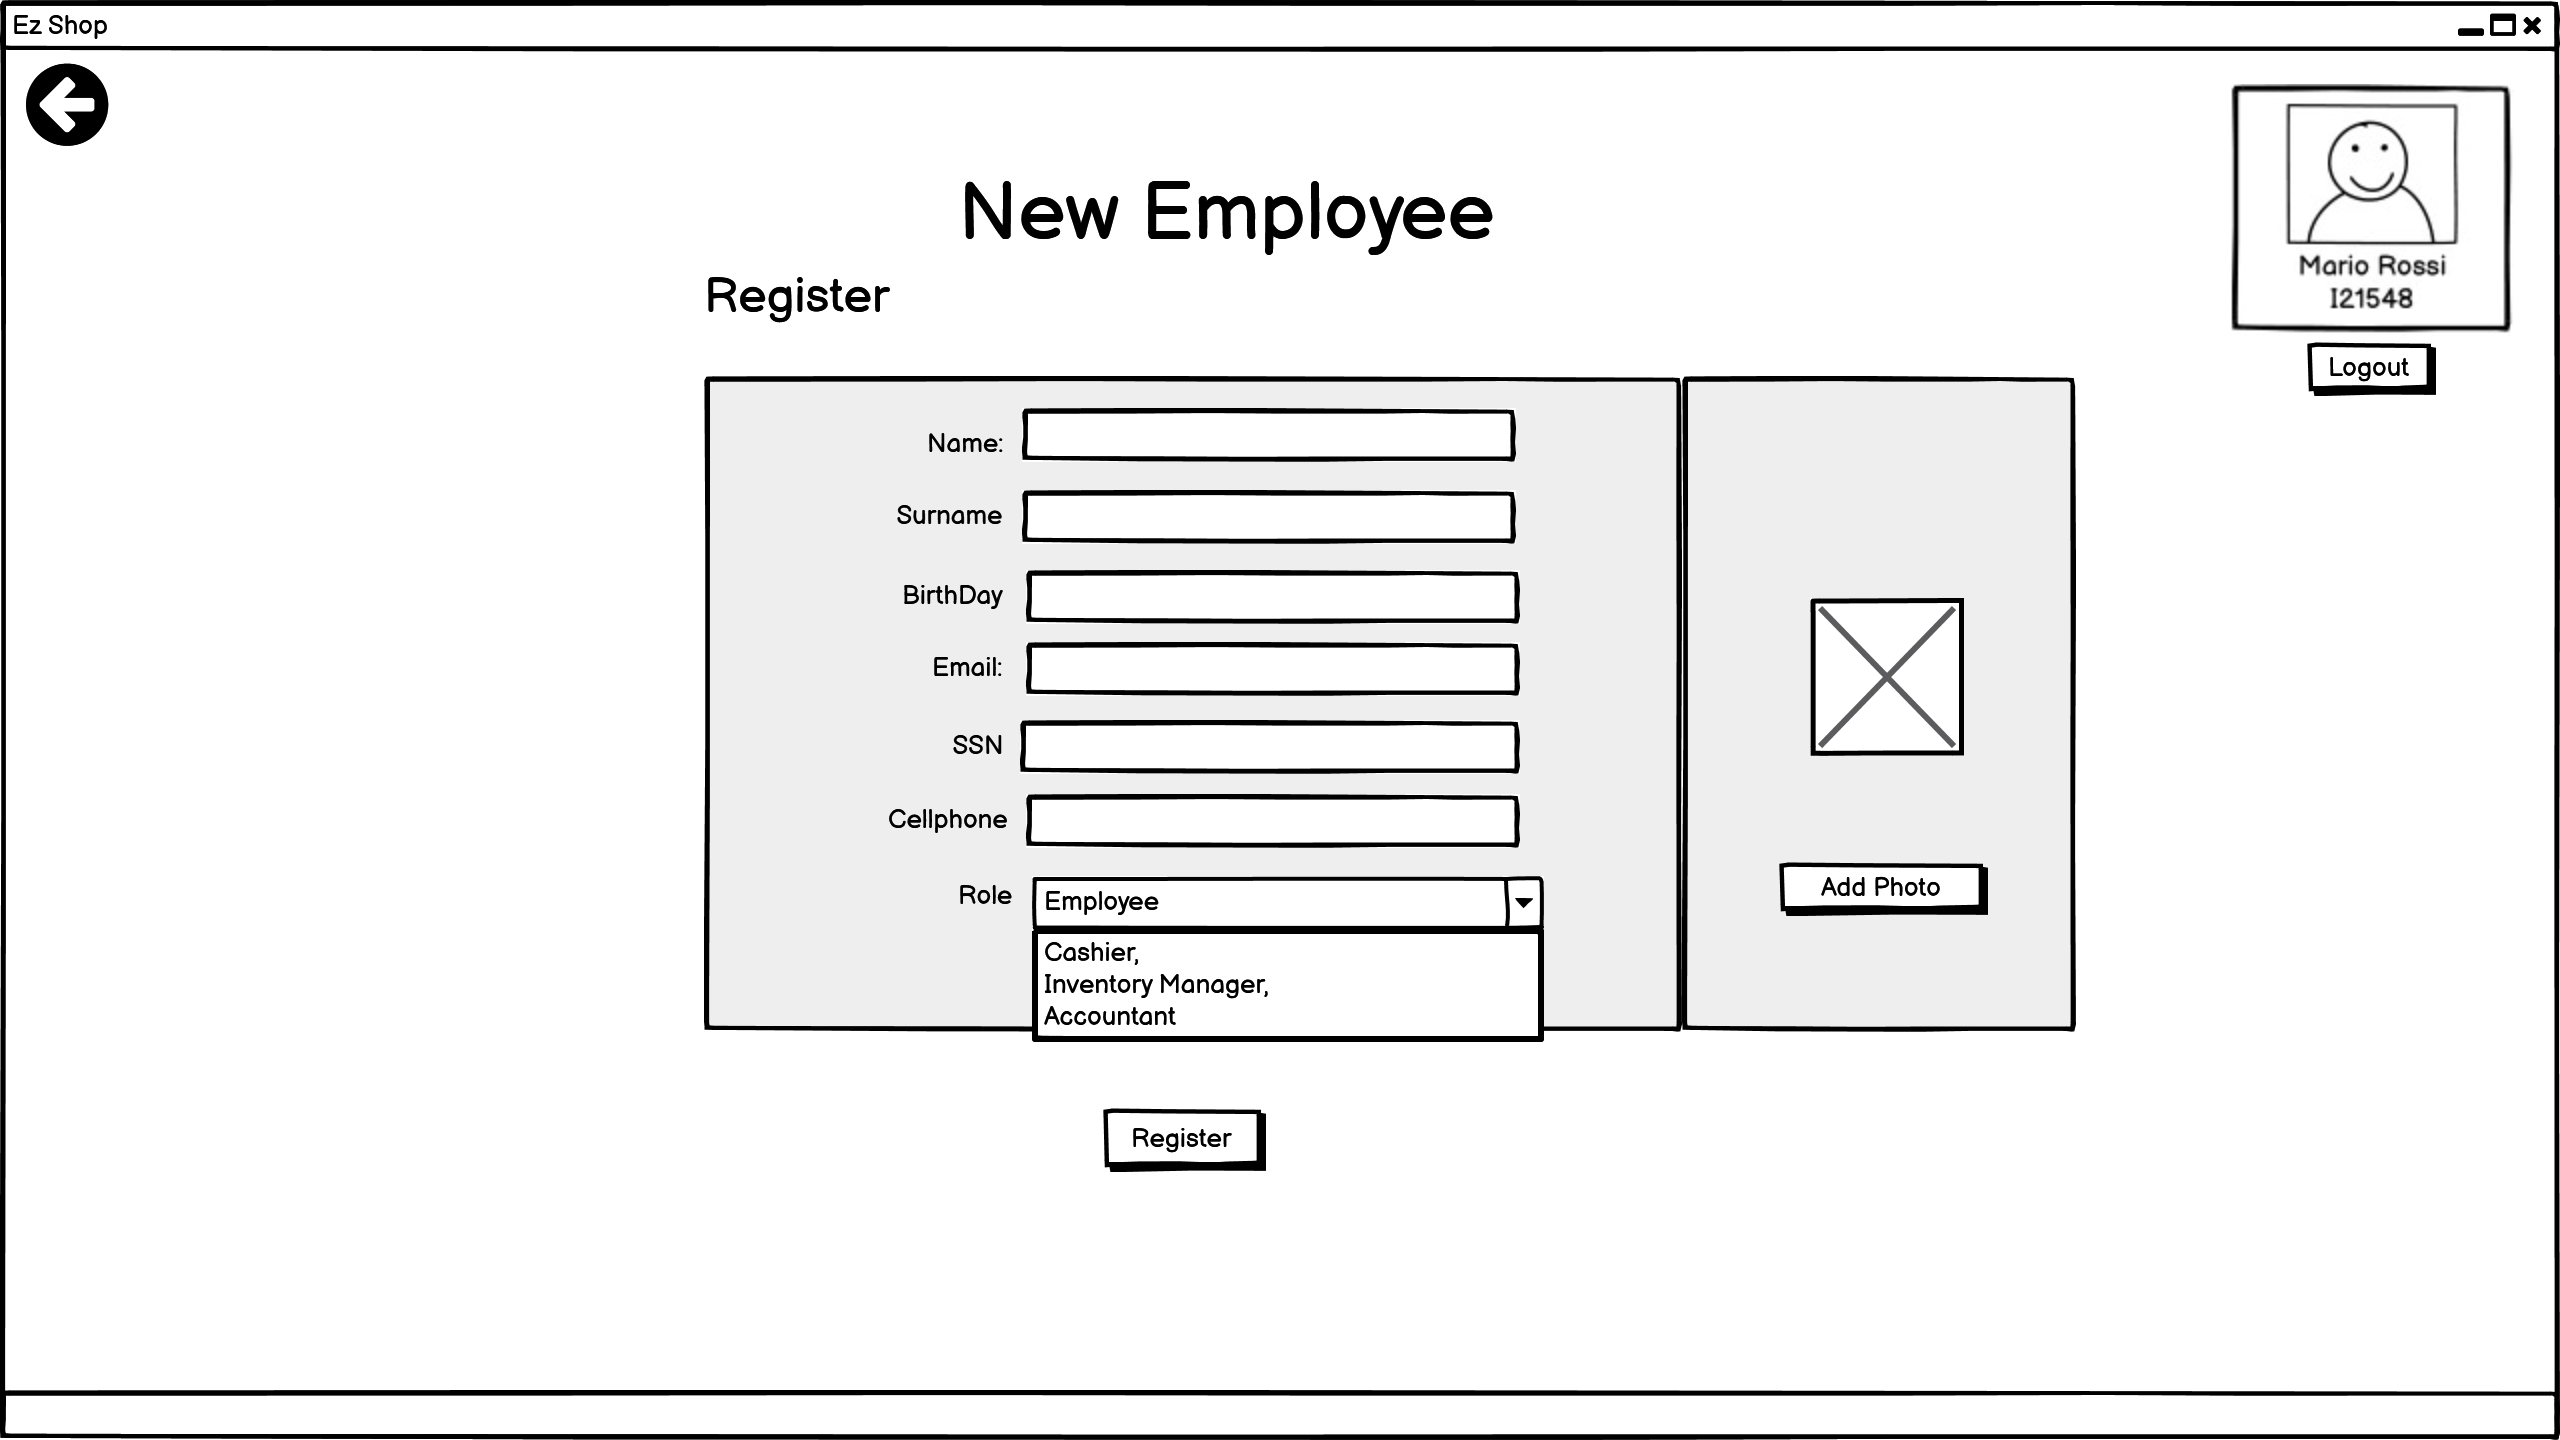 Ez Shop
New Employee
Register
Mario Rossi
I21548
Logout
Name:
Surname
BirthDay
Email:
SSN
Cellphone
Role
Employee
Cashier,
Inventory Manager,
Accountant
Add Photo
Register